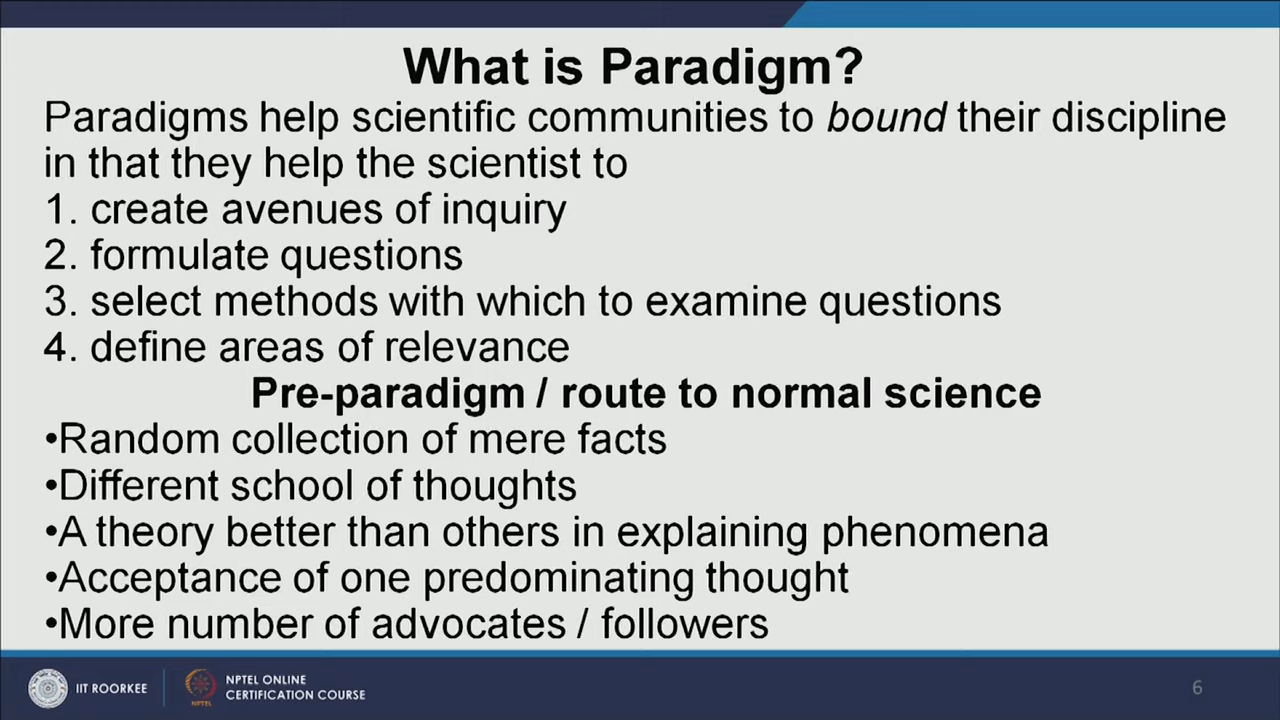 What is Paradigm?
Paradigms help scientific communities to bound their discipline
in that they help the scientist to
1. create avenues of inquiry
2. formulate questions
3. select methods with which to examine questions
4. define areas of relevance
Pre-paradigm / route to normal science
•Random collection of mere facts
•Different school of thoughts
•A theory better than others in explaining phenomena
•Acceptance of one predominating thought
•More number of advocates / followers
IIT ROORKEE
NPTEL
NPTEL ONLINE
CERTIFICATION COURSE
6